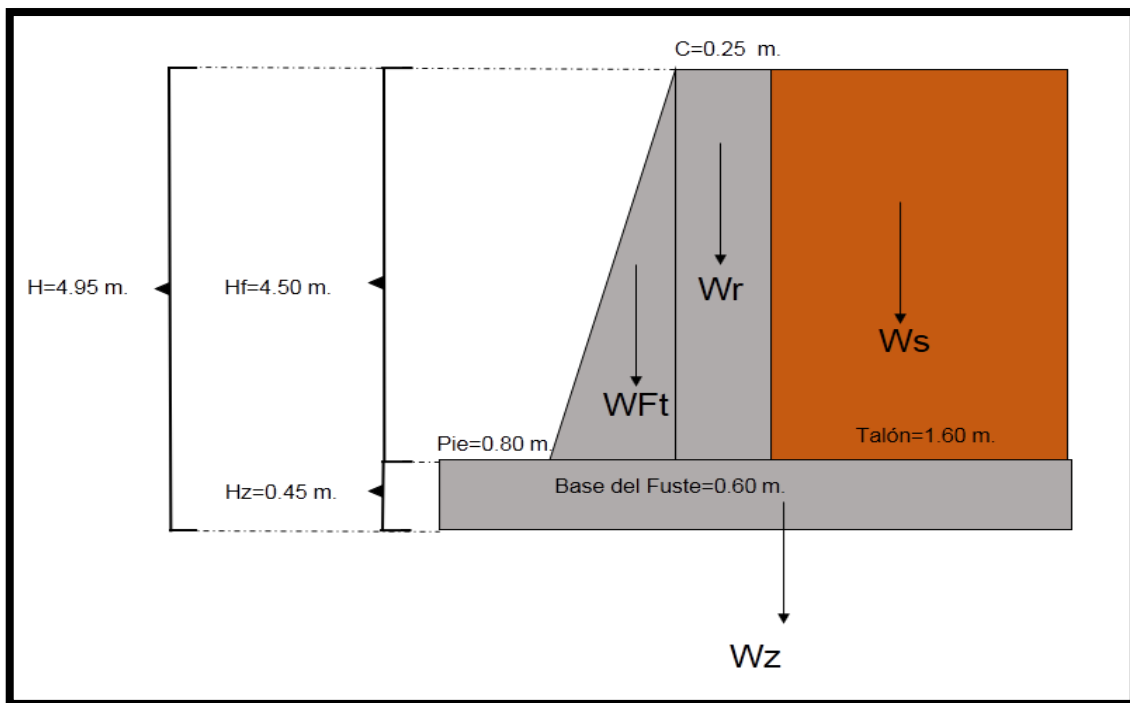 C=0.25 m.
H=4.95 m.
Hf=4.50 m.
Wr
Ws
WFt
Pie=0.80 m.
Talón=1.60 m.
Hz=0.45 m.
Base del Fuste=0.60 m.
Wz